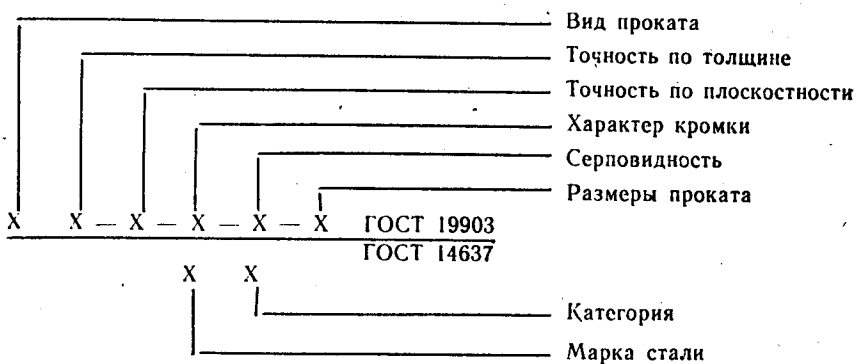 Вид проката
Точность по толщине
Точность по плоскостности
Характер кромки
Серповидность
Размеры проката
X X — X — X — X — X ГОСТ 19903
ГОСТ 14637
X X
Категория
Марка стали